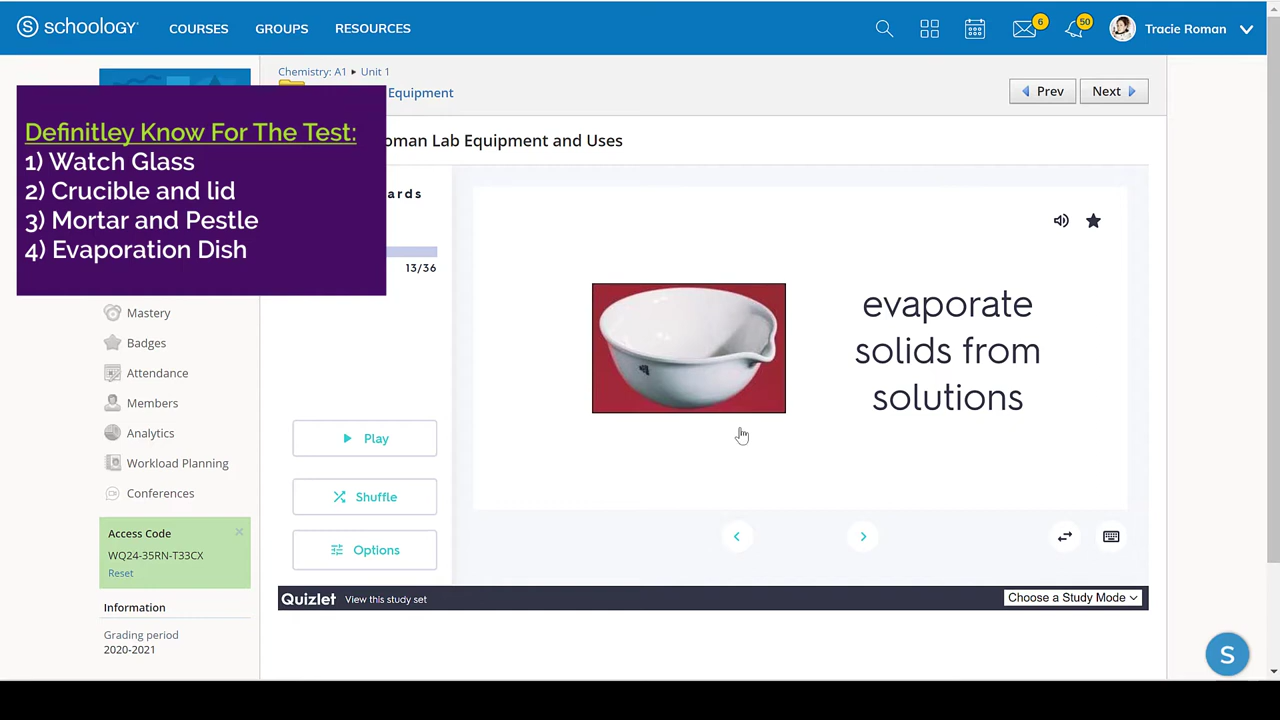 schoology
COURSES
GROUPS
RESOURCES
6
50
Tracie Roman
Chemistry: A1 ▸ Unit 1
Equipment
Prev
Next
Definitley Know For The Test:
1) Watch Glass
2) Crucible and lid
3) Mortar and Pestle
4) Evaporation Dish
oman Lab Equipment and Uses
ards
13/36
evaporate
solids from
solutions
Mastery
Badges
Attendance
Members
Analytics
Workload Planning
Conferences
Play
Shuffle
Options
Access Code
WQ24-35RN-T33CX
Reset
Quizlet View this study set
Choose a Study Mode
Information
Grading period
2020-2021
S